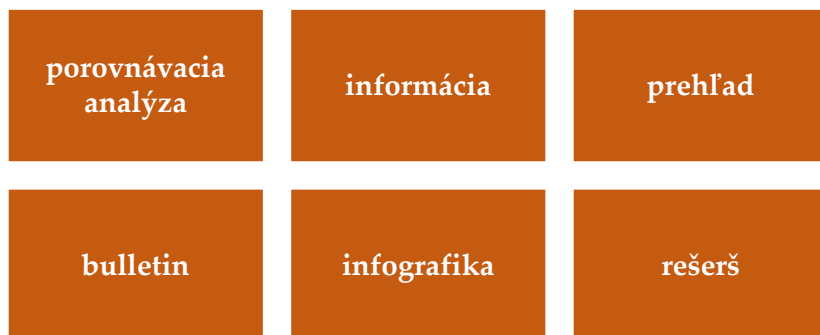 porovnávacia
analýza
informácia
prehľad
bulletin
infografika
rešerš